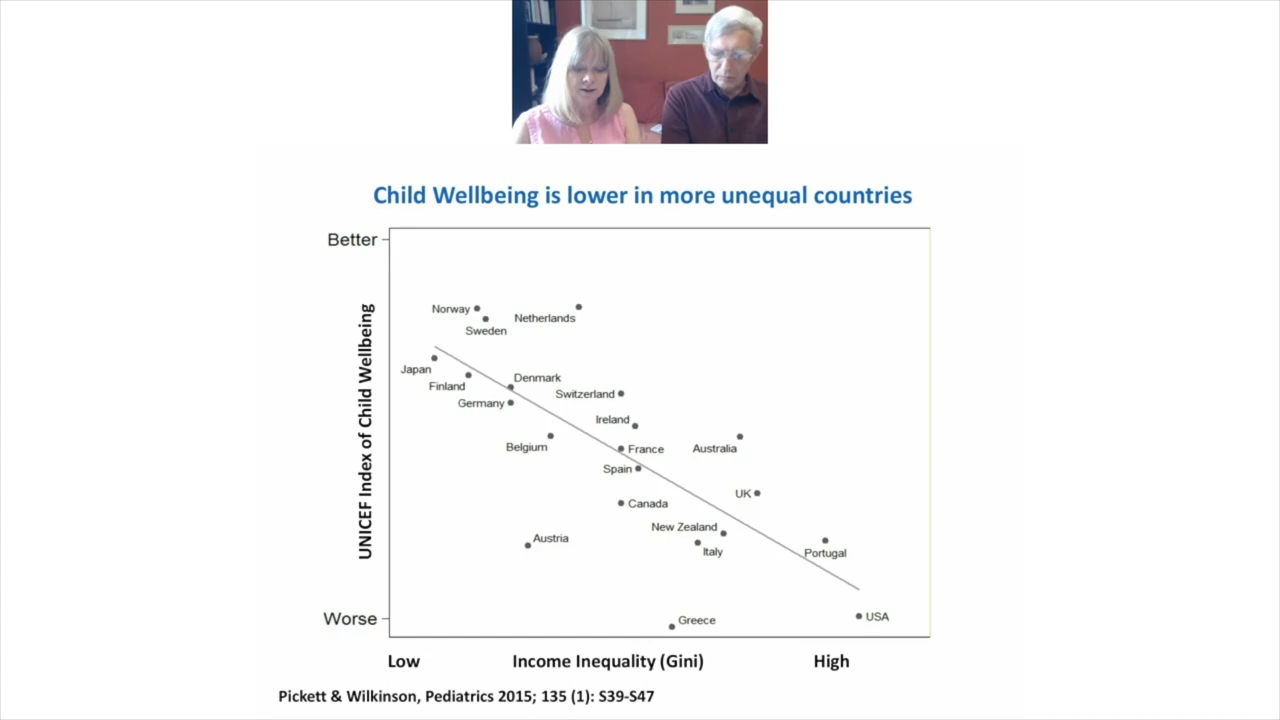 Child Wellbeing is lower in more unequal countries
Better
UNICEF Index of Child Wellbeing
Norway
Netherlands
Sweden
Japan
Denmark
Finland
Switzerland
Germany
Ireland
Belgium
France
Australia
Spain
UK
Canada
New Zealand
Austria
Italy
Portugal
Worse
Greece
USA
Low
Income Inequality (Gini)
High
Pickett & Wilkinson, Pediatrics 2015; 135 (1): S39-S47